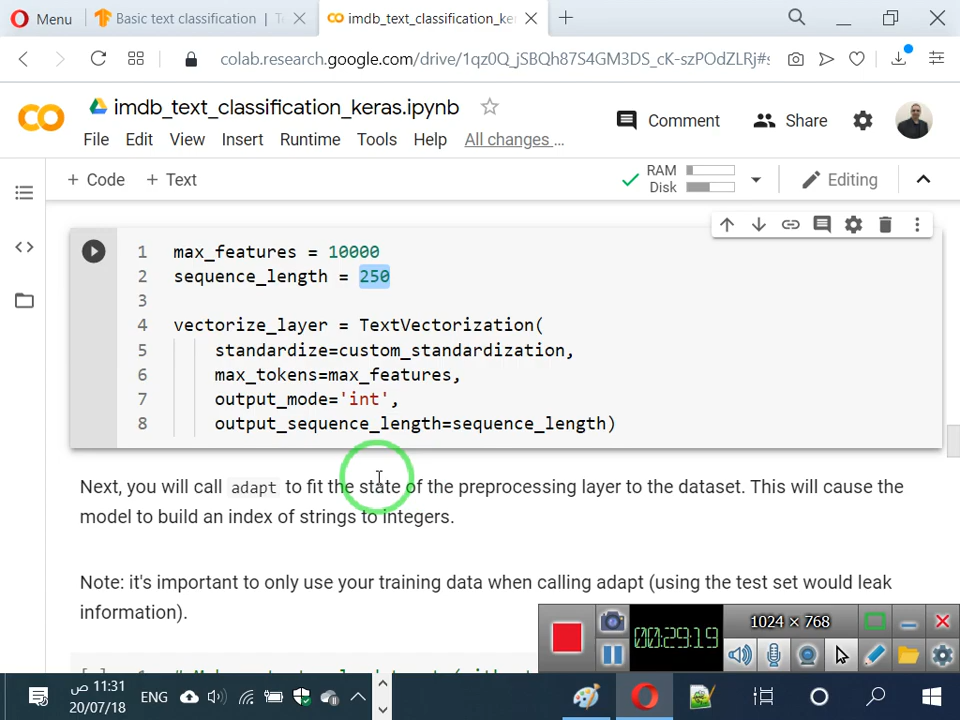 Menu
Basic text classification | T
imdb_text_classification_ke
colab.research.google.com/drive/1qz0Q_jSBQh87S4GM3DS_cK-szPOdZLRj#s
imdb_text_classification_keras.ipynb
Comment
Share
File Edit View Insert Runtime Tools Help All changes …
+ Code + Text
RAM
Disk
Editing
1 max_features = 10000
2 sequence_length = 250
3
4 vectorize_layer = TextVectorization(
5 standardize=custom_standardization,
6 max_tokens=max_features,
7 output_mode='int',
8 output_sequence_length=sequence_length)
Next, you will call adapt to fit the state of the preprocessing layer to the dataset. This will cause the
model to build an index of strings to integers.
Note: it's important to only use your training data when calling adapt (using the test set would leak
information).
1024 × 768
00:29:19
11:31 ص
ENG
20/07/18